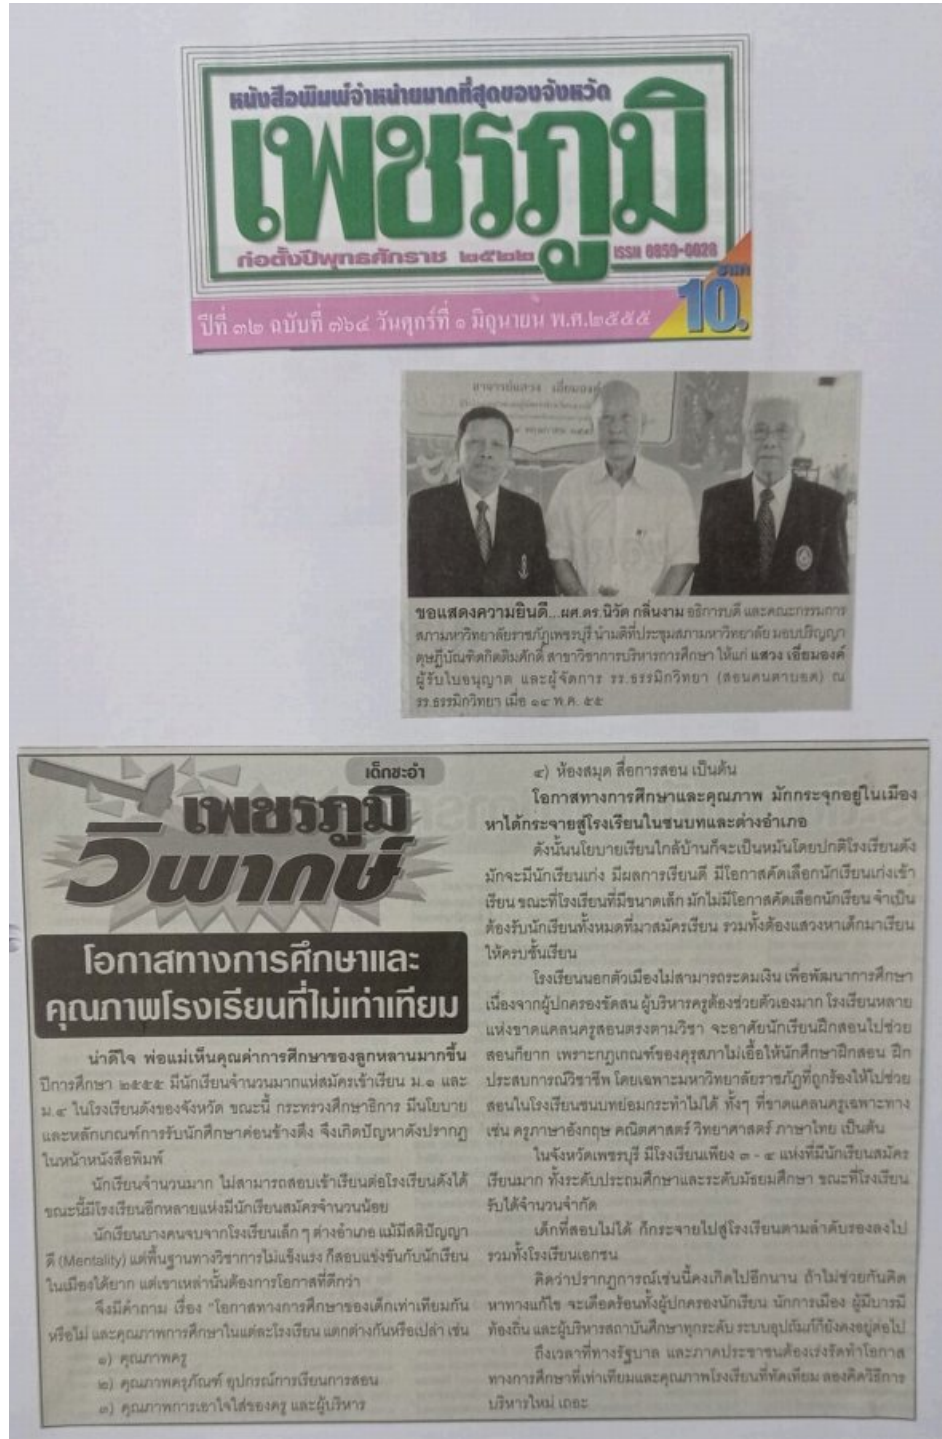 หนังสือพิมพ์จำหน่ายมากที่สุดของจังหวัด
เพชรภูมิ
ก่อตั้งปีพุทธศักราช ๒๕๒๒
ISSN 0859-0028
ราคา
10.
ปีที่ ๓๒ ฉบับที่ ๗๖๔ วันศุกร์ที่ ๑ มิถุนายน พ.ศ.๒๕๕๕
อาจารย์แสวง เอี่ยมองค์
พฤษภาคม
ขอแสดงความยินดี...ผศ.ดร.นิวัต กลิ่นงาม อธิการบดี และคณะกรรมการ
สภามหาวิทยาลัยราชภัฏเพชรบุรี นำมติที่ประชุมสภามหาวิทยาลัย มอบปริญญา
ดุษฎีบัณฑิตกิตติมศักดิ์ สาขาวิชาการบริหารการศึกษา ให้แก่ แสวง เอี่ยมองค์
ผู้รับใบอนุญาต และผู้จัดการ รร.ธรรมิกวิทยา (สอนคนตาบอด) ณ
รร.ธรรมิกวิทยา เมื่อ ๑๔ พ.ค. ๕๕
เด็กชะอำ
เพชรภูมิ
วิพากษ์
โอกาสทางการศึกษาและ
คุณภาพโรงเรียนที่ไม่เท่าเทียม
น่าดีใจ พ่อแม่เห็นคุณค่าการศึกษาของลูกหลานมากขึ้น
ปีการศึกษา ๒๕๕๕ มีนักเรียนจำนวนมากแห่สมัครเข้าเรียน ม.๑ และ
ม.๔ ในโรงเรียนดังของจังหวัด ขณะนี้ กระทรวงศึกษาธิการ มีนโยบาย
และหลักเกณฑ์การรับนักศึกษาค่อนข้างตึง จึงเกิดปัญหาดังปรากฏ
ในหน้าหนังสือพิมพ์
นักเรียนจำนวนมาก ไม่สามารถสอบเข้าเรียนต่อโรงเรียนดังได้
ขณะนี้มีโรงเรียนอีกหลายแห่งมีนักเรียนสมัครจำนวนน้อย
นักเรียนบางคนจบจากโรงเรียนเล็กๆ ต่างอำเภอ แม้มีสติปัญญา
ดี (Mentality) แต่พื้นฐานทางวิชาการไม่แข็งแรง ก็สอบแข่งขันกับนักเรียน
ในเมืองได้ยาก แต่เขาเหล่านั้นต้องการโอกาสที่ดีกว่า
จึงมีคำถาม เรื่อง "โอกาสทางการศึกษาของเด็กเท่าเทียมกัน
หรือไม่ และคุณภาพการศึกษาในแต่ละโรงเรียน แตกต่างกันหรือเปล่า เช่น
๑) คุณภาพครู
๒) คุณภาพครุภัณฑ์ อุปกรณ์การเรียนการสอน
๓) คุณภาพการเอาใจใส่ของครู และผู้บริหาร
๔) ห้องสมุด สื่อการสอน เป็นต้น
โอกาสทางการศึกษาและคุณภาพ มักกระจุกอยู่ในเมือง
หาได้กระจายสู่โรงเรียนในชนบทและต่างอำเภอ
ดังนั้นนโยบายเรียนใกล้บ้านก็จะเป็นหมันโดยปกติโรงเรียนดัง
มักจะมีนักเรียนเก่ง มีผลการเรียนดี มีโอกาสคัดเลือกนักเรียนเก่งเข้า
เรียน ขณะที่โรงเรียนที่มีขนาดเล็ก มักไม่มีโอกาสคัดเลือกนักเรียน จำเป็น
ต้องรับนักเรียนทั้งหมดที่มาสมัครเรียน รวมทั้งต้องแสวงหาเด็กมาเรียน
ให้ครบชั้นเรียน
โรงเรียนนอกตัวเมืองไม่สามารถระดมเงิน เพื่อพัฒนาการศึกษา
เนื่องจากผู้ปกครองขัดสน ผู้บริหารครูต้องช่วยตัวเองมาก โรงเรียนหลาย
แห่งขาดแคลนครูสอนตรงตามวิชา จะอาศัยนักเรียนฝึกสอนไปช่วย
สอนก็ยาก เพราะกฎเกณฑ์ของคุรุสภาไม่เอื้อให้นักศึกษาฝึกสอน ฝึก
ประสบการณ์วิชาชีพ โดยเฉพาะมหาวิทยาลัยราชภัฏที่ถูกร้องให้ไปช่วย
สอนในโรงเรียนชนบทย่อมกระทำไม่ได้ ทั้งๆ ที่ขาดแคลนครูเฉพาะทาง
เช่น ครูภาษาอังกฤษ คณิตศาสตร์ วิทยาศาสตร์ ภาษาไทย เป็นต้น
ในจังหวัดเพชรบุรี มีโรงเรียนเพียง ๓ - ๔ แห่งที่มีนักเรียนสมัคร
เรียนมาก ทั้งระดับประถมศึกษาและระดับมัธยมศึกษา ขณะที่โรงเรียน
รับได้จำนวนจำกัด
เด็กที่สอบไม่ได้ ก็กระจายไปสู่โรงเรียนตามลำดับรองลงไป
รวมทั้งโรงเรียนเอกชน
คิดว่าปรากฏการณ์เช่นนี้คงเกิดไปอีกนาน ถ้าไม่ช่วยกันคิด
หาทางแก้ไข จะเดือดร้อนทั้งผู้ปกครองนักเรียน นักการเมือง ผู้มีบารมี
ท้องถิ่น และผู้บริหารสถาบันศึกษาทุกระดับ ระบบอุปถัมภ์ก็ยังคงอยู่ต่อไป
ถึงเวลาที่ทางรัฐบาล และภาคประชาชนต้องเร่งรัดทำโอกาส
ทางการศึกษาที่เท่าเทียมและคุณภาพโรงเรียนที่ทัดเทียม ลองคิดวิธีการ
บริหารใหม่ เถอะ